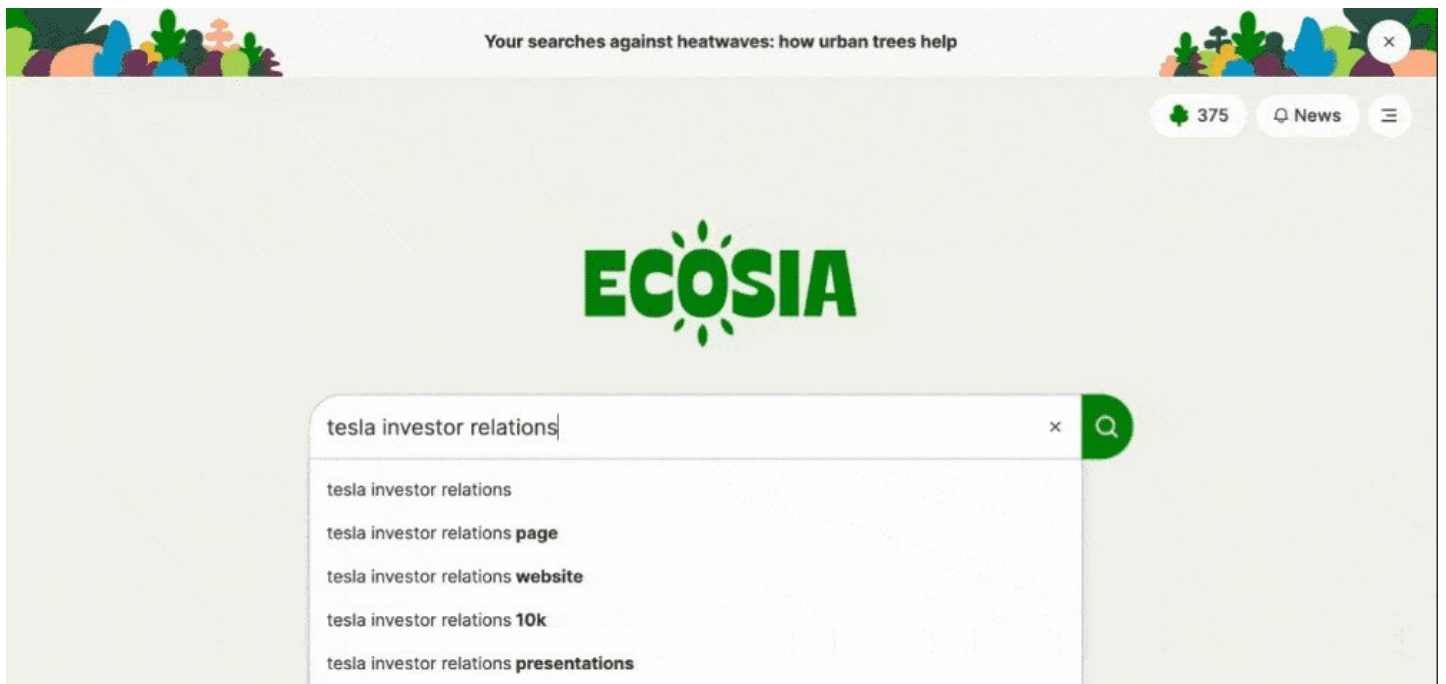 Your searches against heatwaves: how urban trees help
375 News
ECOSIA
tesla investor relations
tesla investor relations
tesla investor relations page
tesla investor relations website
tesla investor relations 10k
tesla investor relations presentations